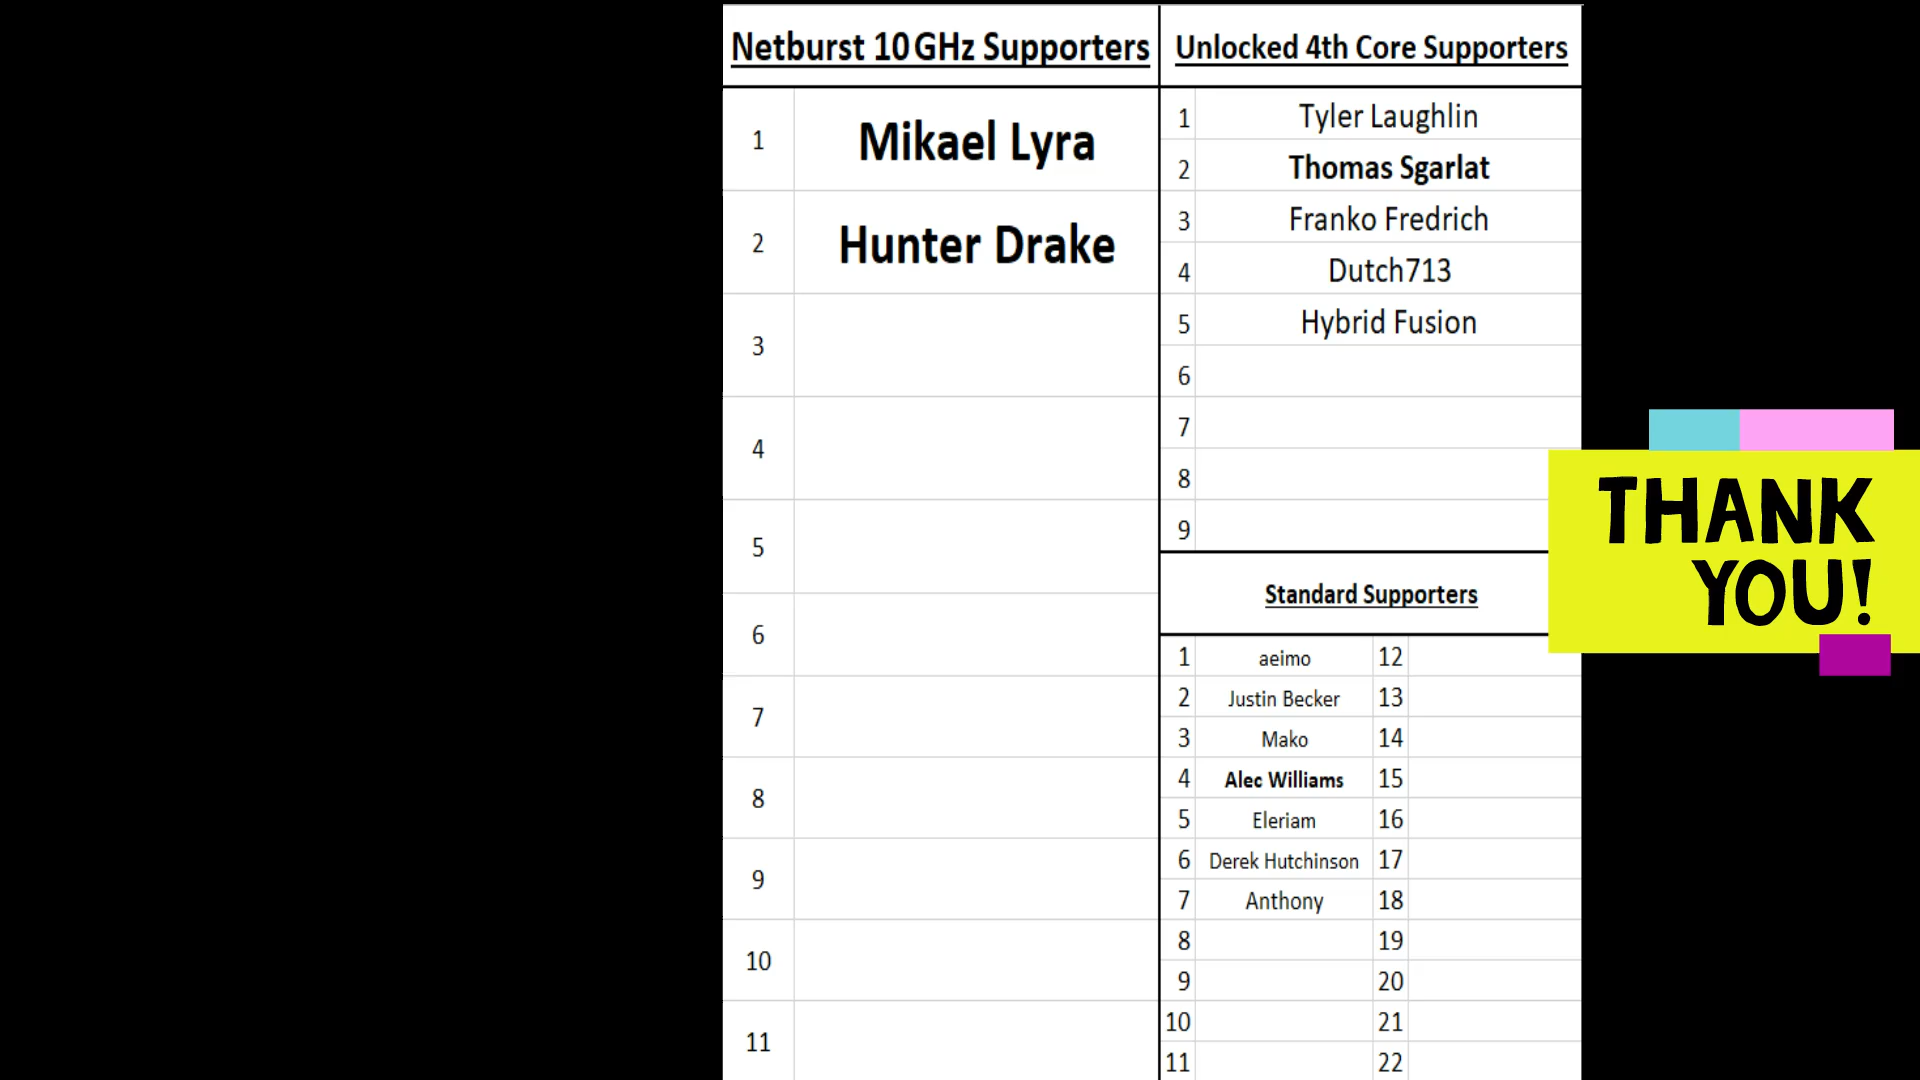 Netburst 10GHz Supporters
1 Mikael Lyra
2 Hunter Drake
3
4
5
6
7
8
9
10
11
Unlocked 4th Core Supporters
1 Tyler Laughlin
2 Thomas Sgarlat
3 Franko Fredrich
4 Dutch713
5 Hybrid Fusion
6
7
8
9
Standard Supporters
1 aeimo 12
2 Justin Becker 13
3 Mako 14
4 Alec Williams 15
5 Eleriam 16
6 Derek Hutchinson 17
7 Anthony 18
8 19
9 20
10 21
11 22
THANK
YOU!